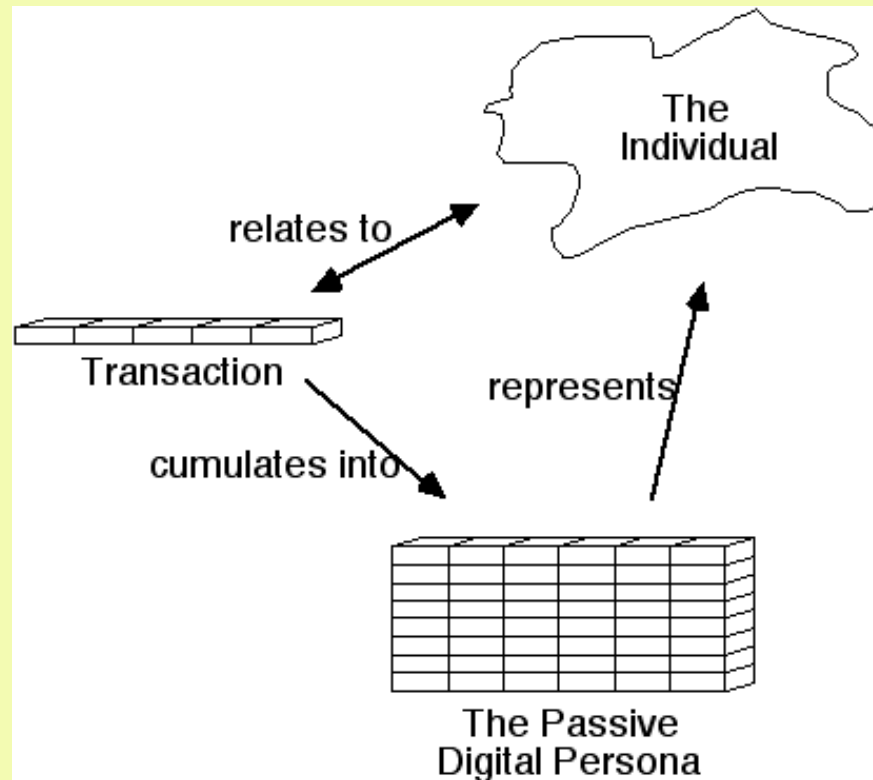 The
Individual
relates to
Transaction
represents
cumulates into
The Passive
Digital Persona